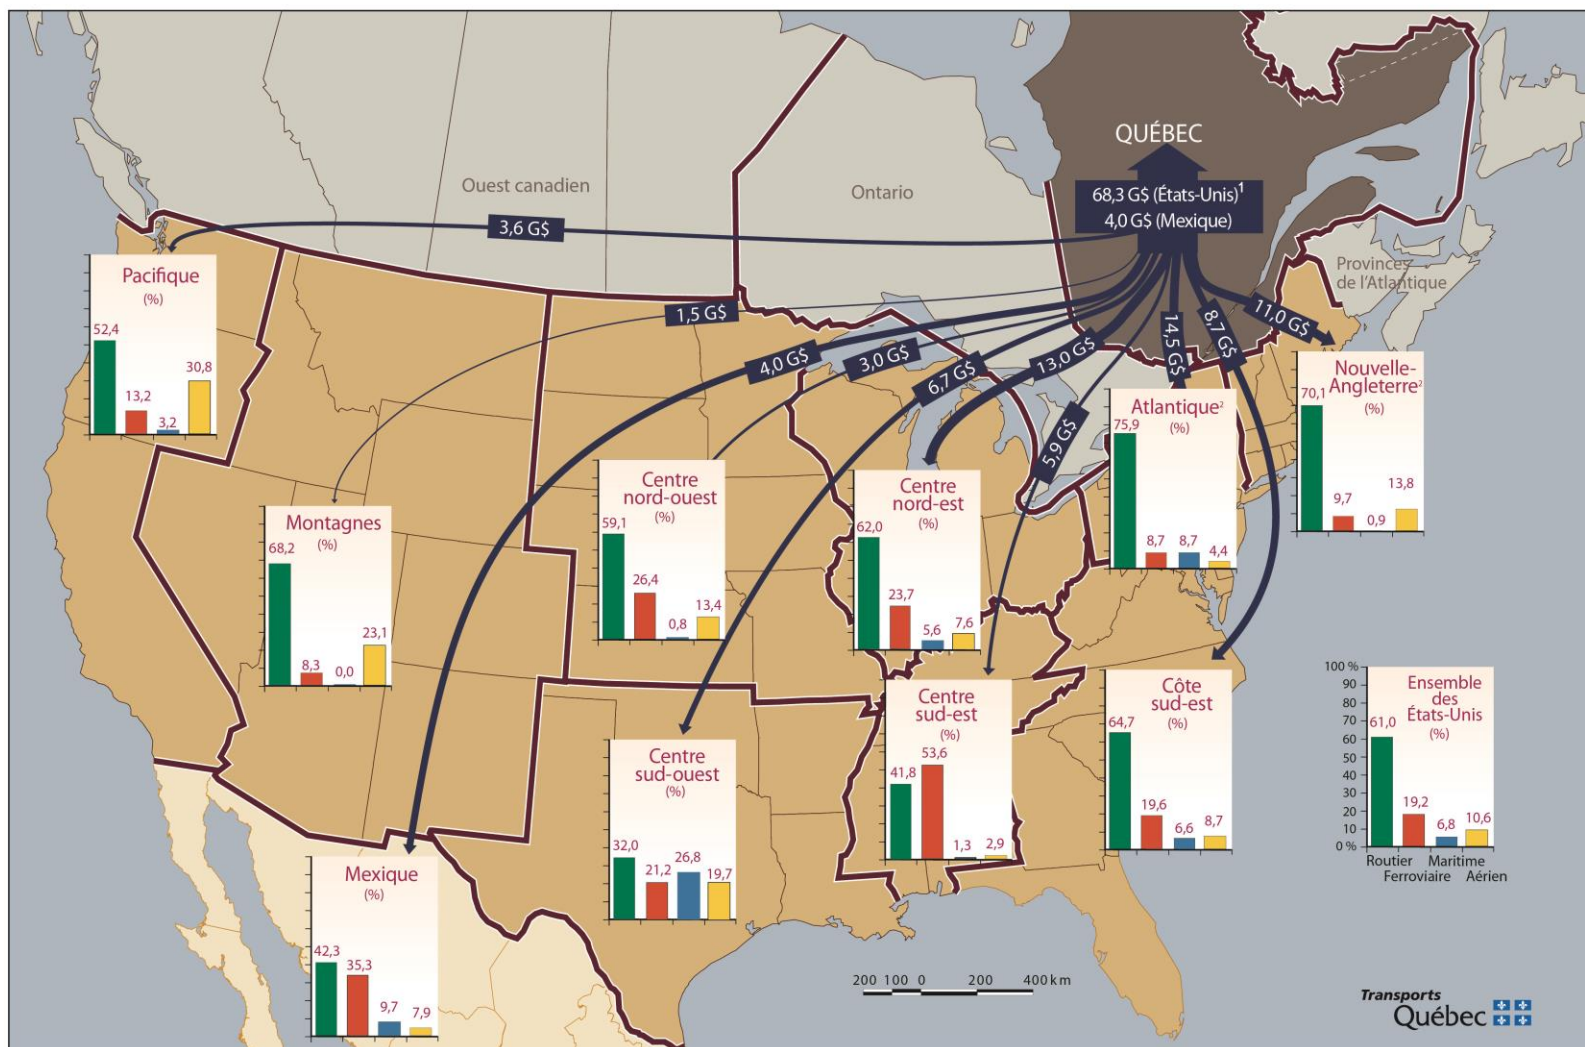 QUÉBEC
68,3 G$ (États-Unis)¹
4,0 G$ (Mexique)
Ouest canadien
Ontario
Provinces
de l'Atlantique
3,6 G$
1,5 G$
4,0 G$
3,0 G$
6,7 G$
13,0 G$
5,9 G$
14,5 G$
8,7 G$
11,0 G$
Pacifique
(%)
52,4
13,2
3,2
30,8
Montagnes
(%)
68,2
8,3
0,0
23,1
Centre
nord-ouest
(%)
59,1
26,4
0,8
13,4
Centre
nord-est
(%)
62,0
23,7
5,6
7,6
Atlantique²
(%)
75,9
8,7
8,7
4,4
Nouvelle-
Angleterre²
(%)
70,1
9,7
0,9
13,8
Centre
sud-ouest
(%)
32,0
21,2
26,8
19,7
Centre
sud-est
(%)
41,8
53,6
1,3
2,9
Côte
sud-est
(%)
64,7
19,6
6,6
8,7
Mexique
(%)
42,3
35,3
9,7
7,9
Ensemble
des
États-Unis
(%)
100 %
90
80
70
60
50
40
30
20
10
0 %
61,0
19,2
6,8
10,6
Routier Maritime
Ferroviaire Aérien
200 100 0 200 400 km
Transports
Québec